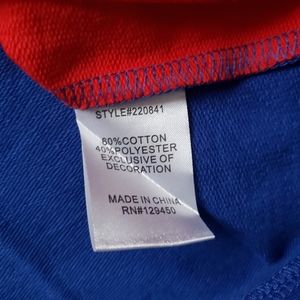 STYLE#220841
60%COTTON
40%POLYESTER
EXCLUSIVE OF
DECORATION
MADE IN CHINA
RN#129450